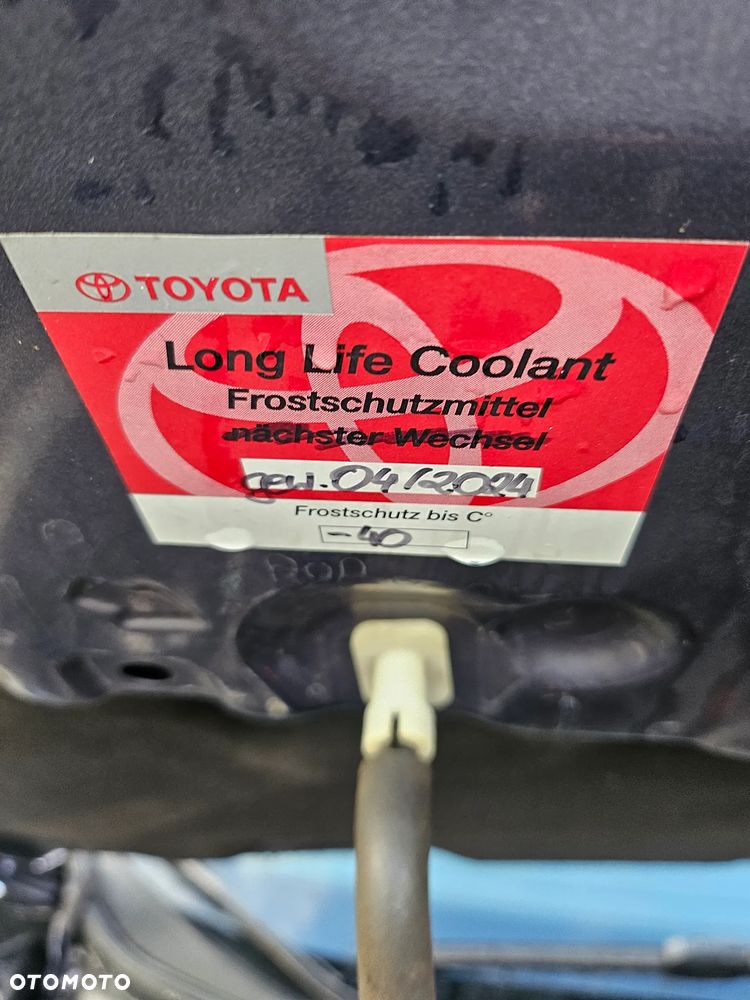 TOYOTA
Long Life Coolant
Frostschutzmittel
nächster Wechsel
gew. 04/2024
Frostschutz bis C°
-40
OTOMOTO